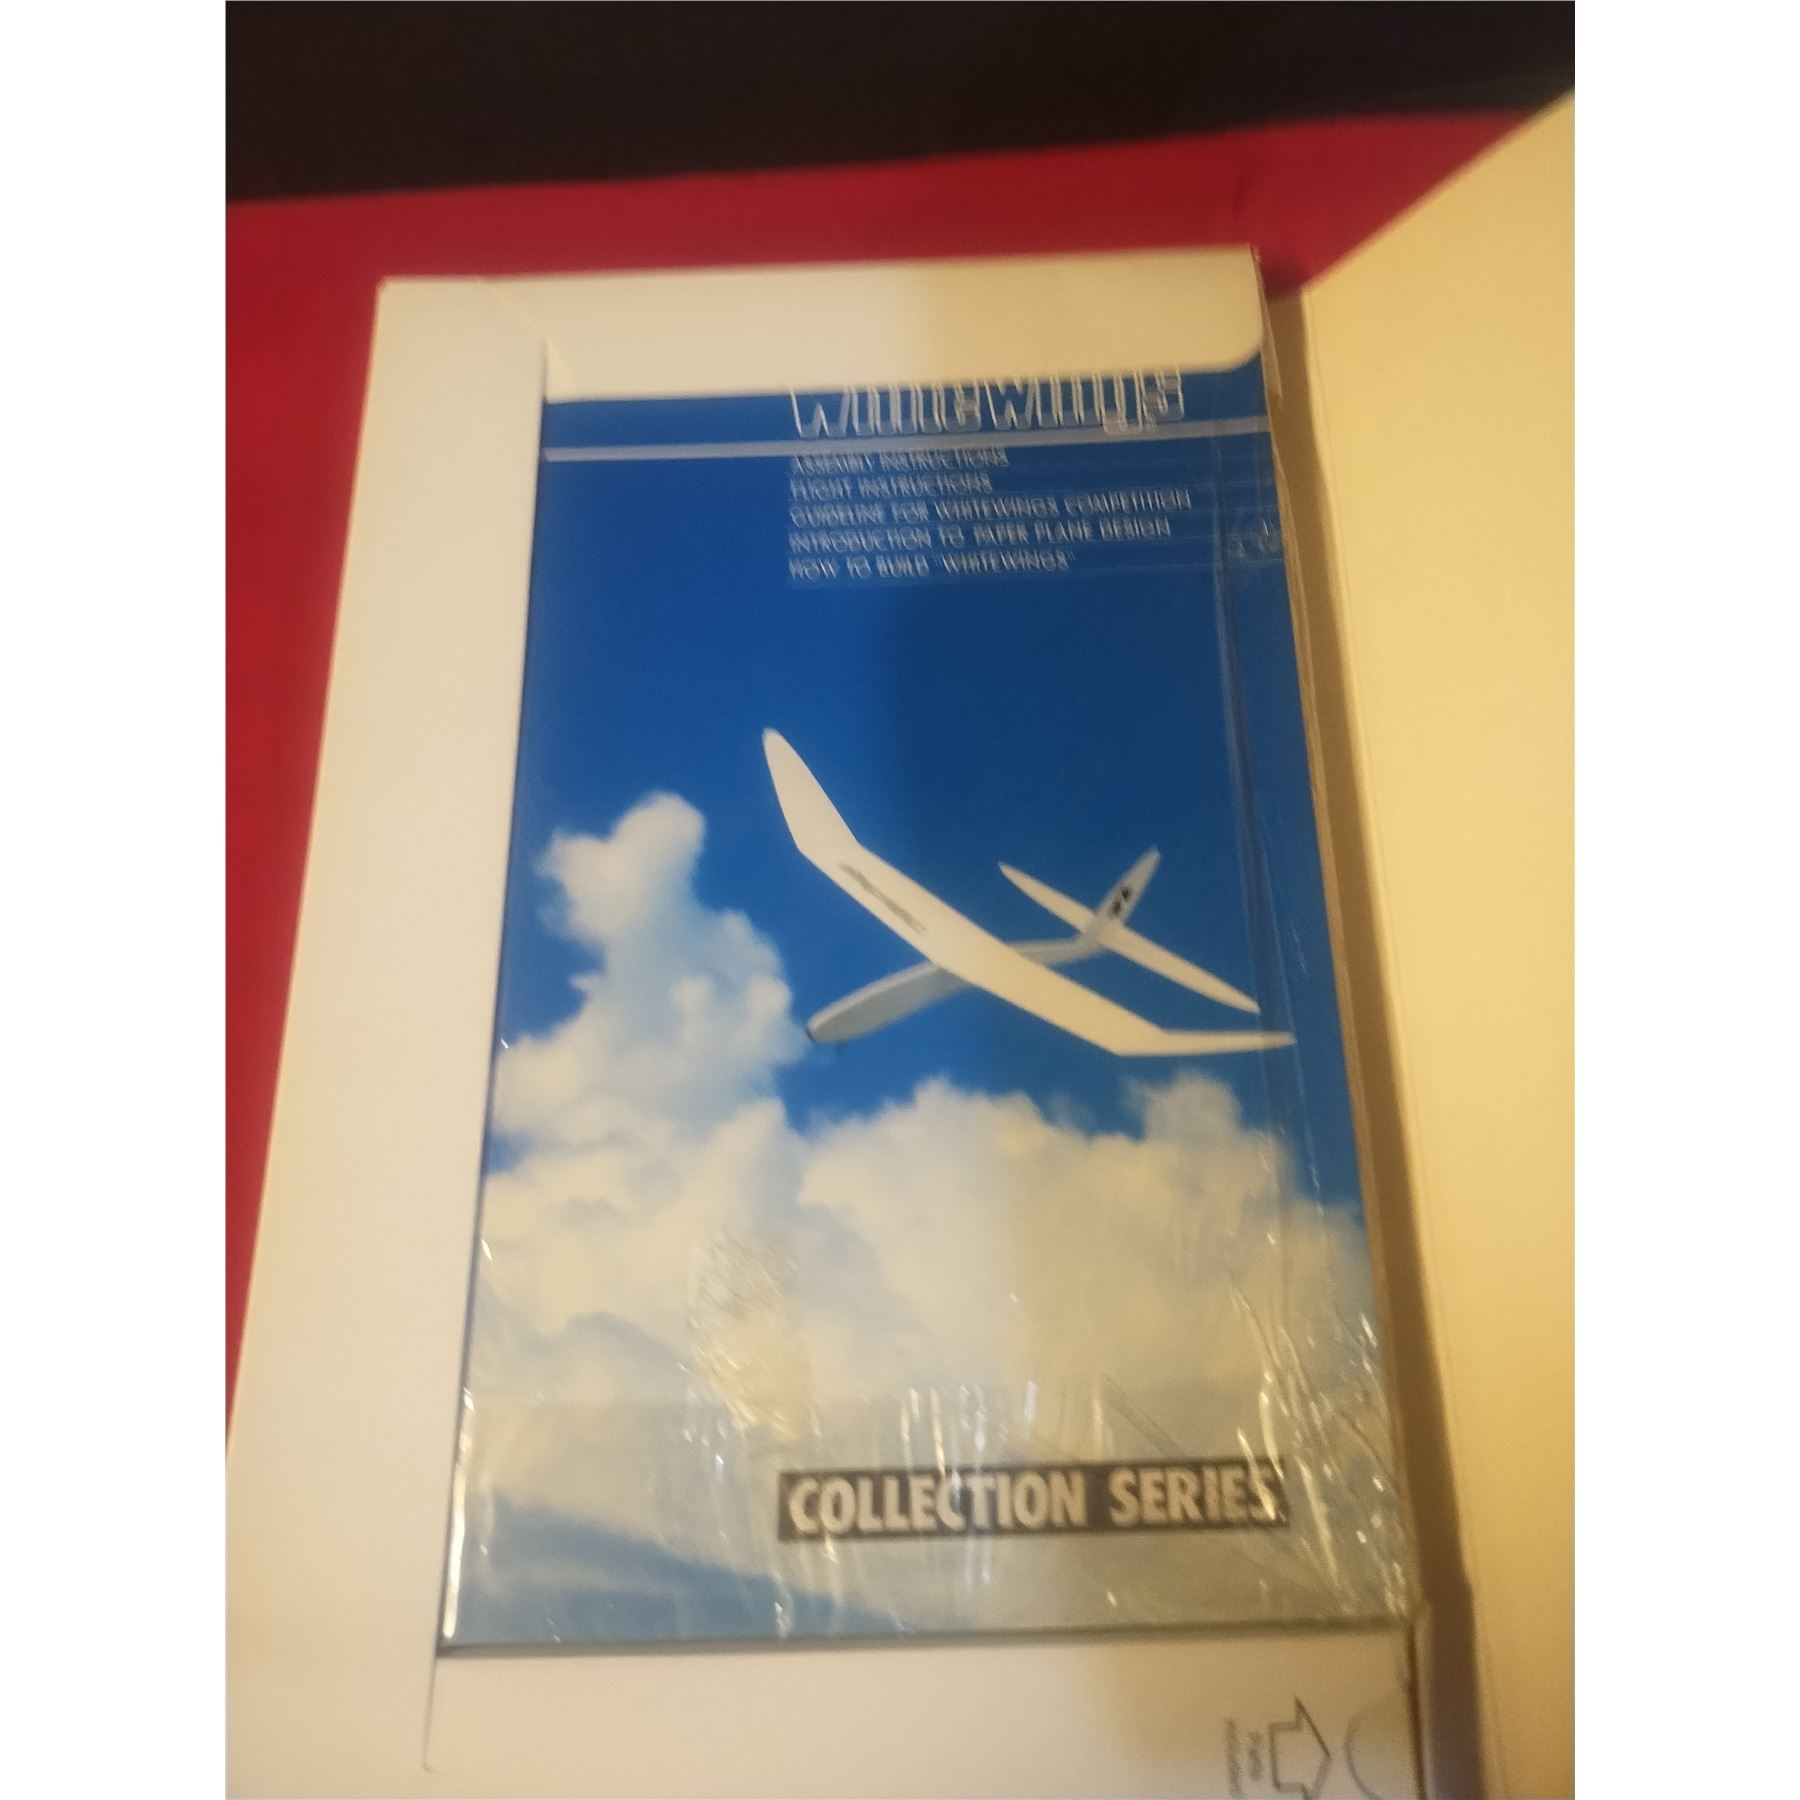 whitewings
ASSEMBLY INSTRUCTIONS
FLIGHT INSTRUCTIONS
GUIDELINE FOR WHITEWINGS COMPETITION
INTRODUCTION TO PAPER PLANE DESIGN
HOW TO BUILD "WHITEWINGS"
COLLECTION SERIES